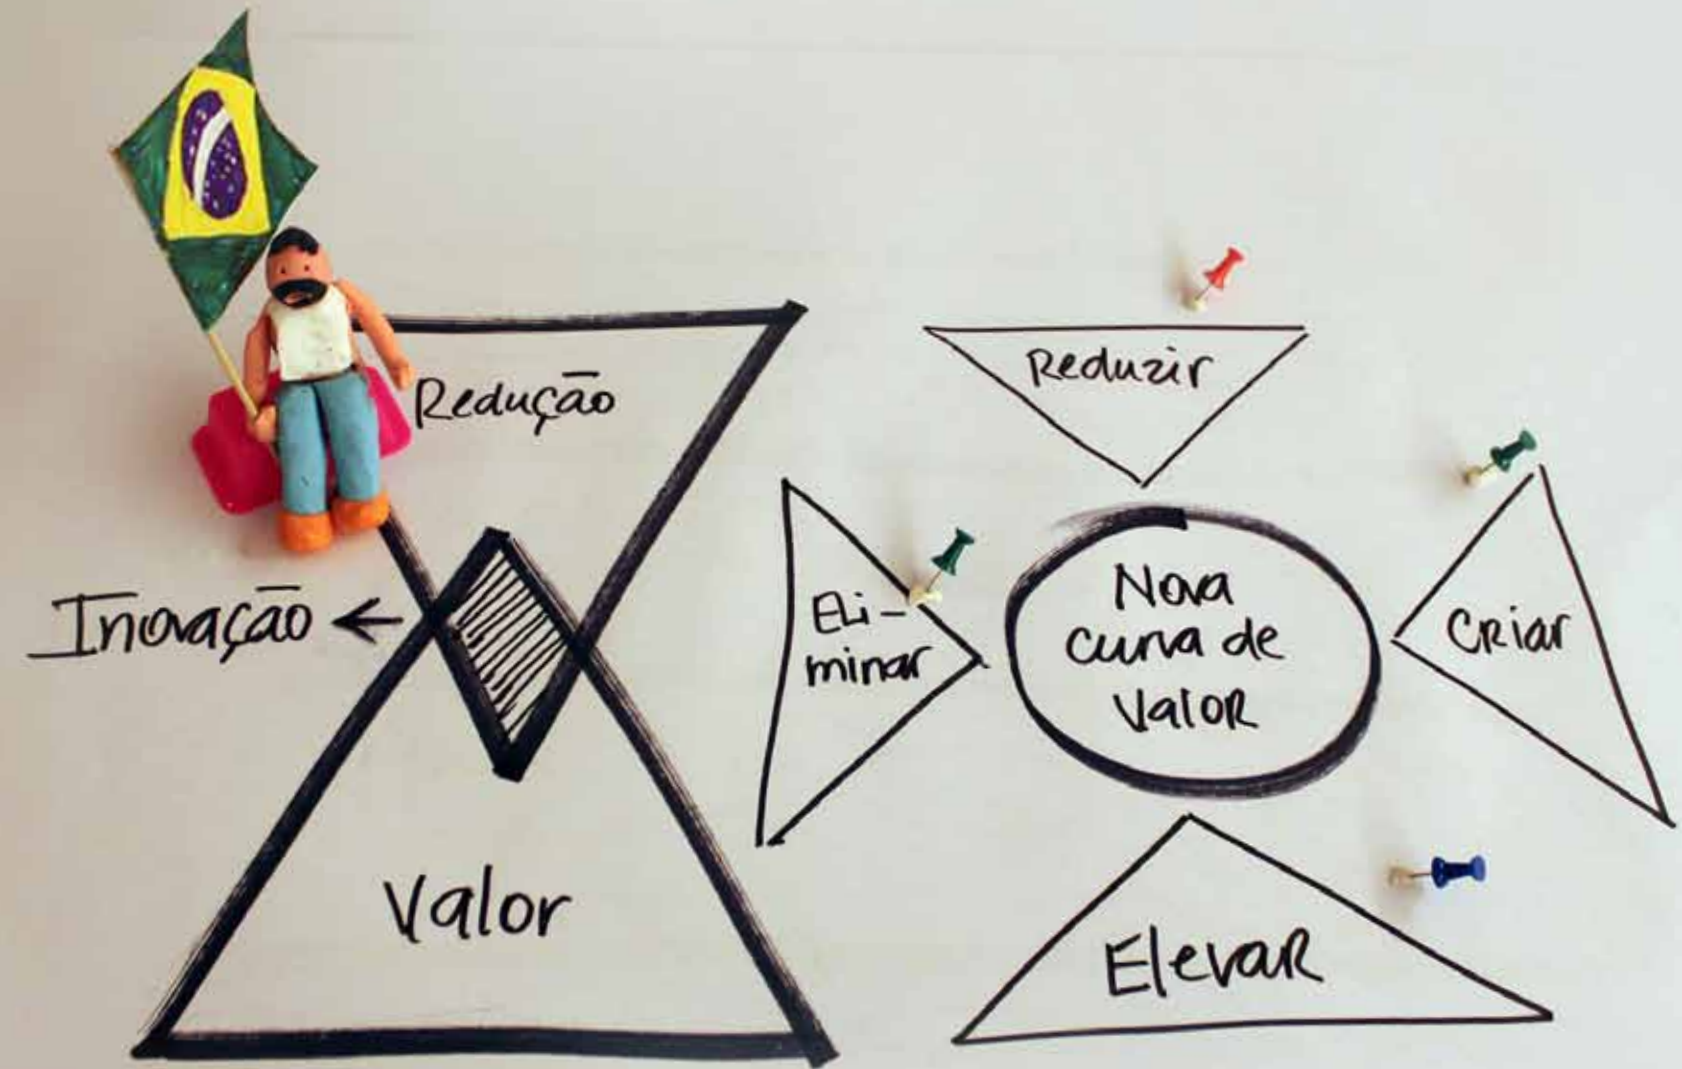 Redução
Inovação
Valor
Reduzir
Eli-
minar
Nova
curva de
Valor
Criar
Elevar